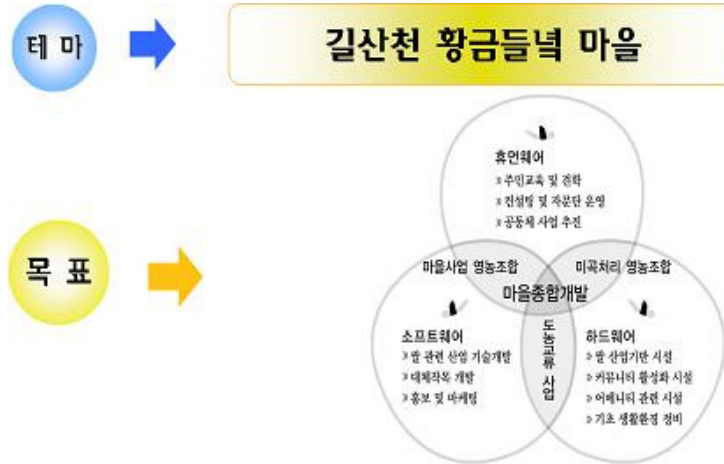 테 마
길산천 황금들녘 마을
목 표
휴먼웨어
» 주민교육 및 견학
» 컨설팅 및 자문단 운영
» 공동체 사업 추진
마을사업 영농조합
미곡처리 영농조합
마을종합개발
소프트웨어
» 쌀 관련 산업 기술개발
» 대체작목 개발
» 홍보 및 마케팅
도농교류 사업
하드웨어
» 쌀 산업기반 시설
» 커뮤니티 활성화 시설
» 어메니티 관련 시설
» 기초 생활환경 정비